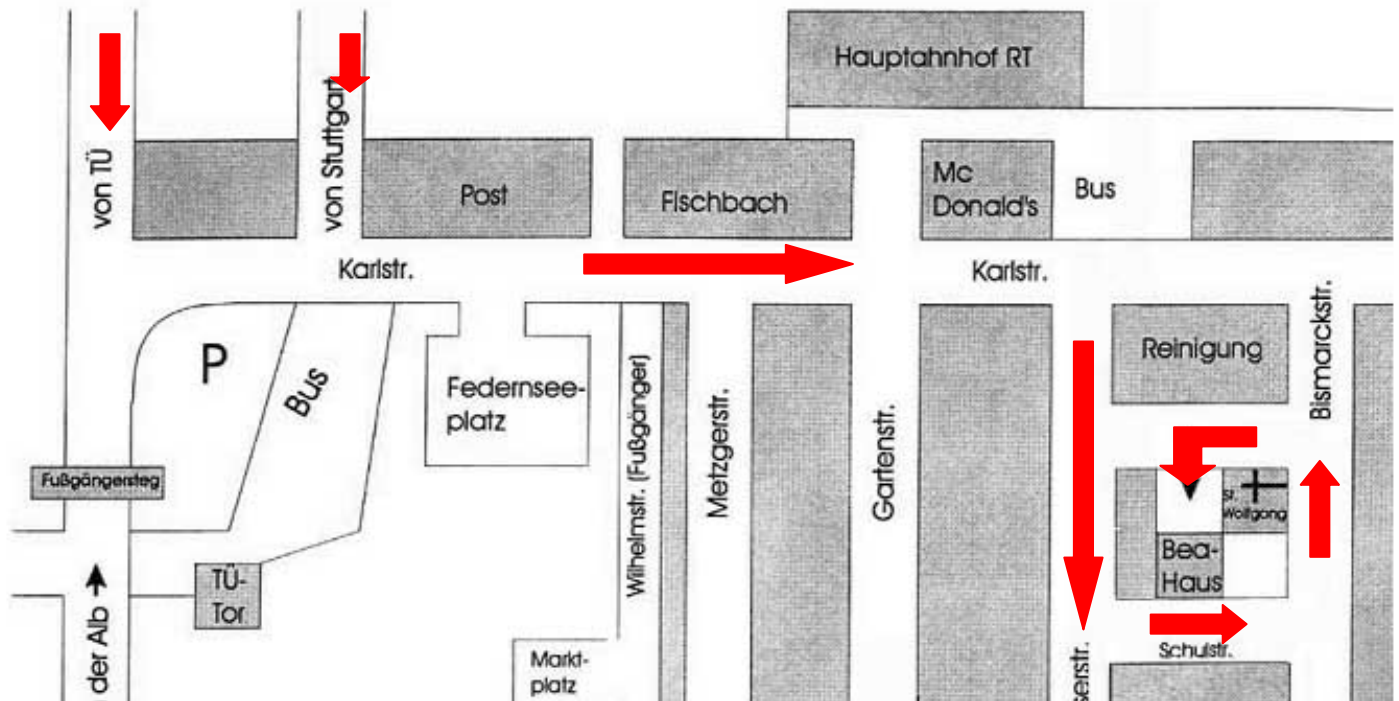 Hauptahnhof RT
von TÜ
von Stuttgart
Post
Fischbach
Mc
Donald's
Bus
Karlstr.
Karlstr.
P
Bus
Federnsee-
platz
Wilhelmstr. (Fußgänger)
Metzgerstr.
Gartenstr.
Reinigung
Bismarckstr.
Fußgängersteg
St.
Wolfgang
Bea-
Haus
TÜ-
Tor
der Alb
Markt-
platz
Schulstr.
serstr.